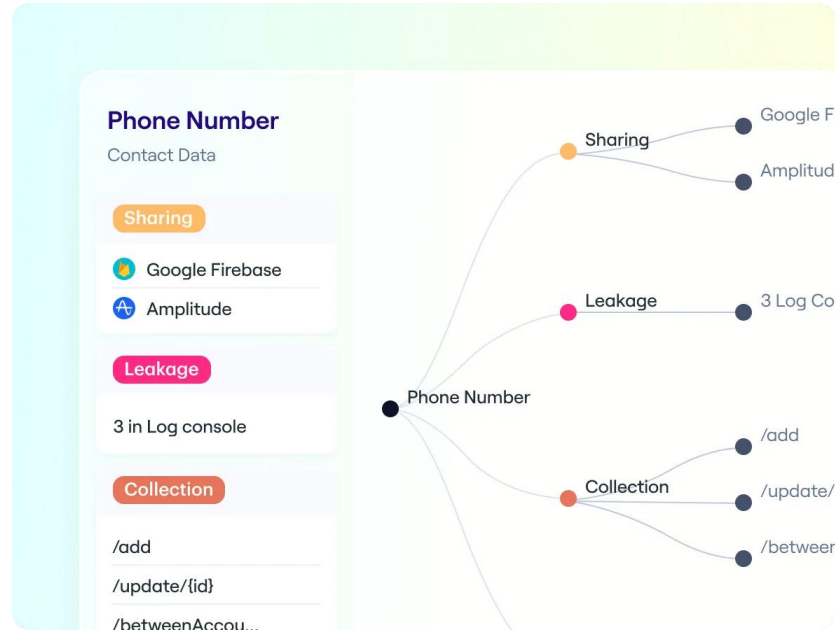 Phone Number
Contact Data
Sharing
Google Firebase
Amplitude
Leakage
3 in Log console
Collection
/add
/update/{id}
/betweenAccou...
Phone Number
Sharing
Google F
Amplitud
Leakage
3 Log Co
Collection
/add
/update/
/between